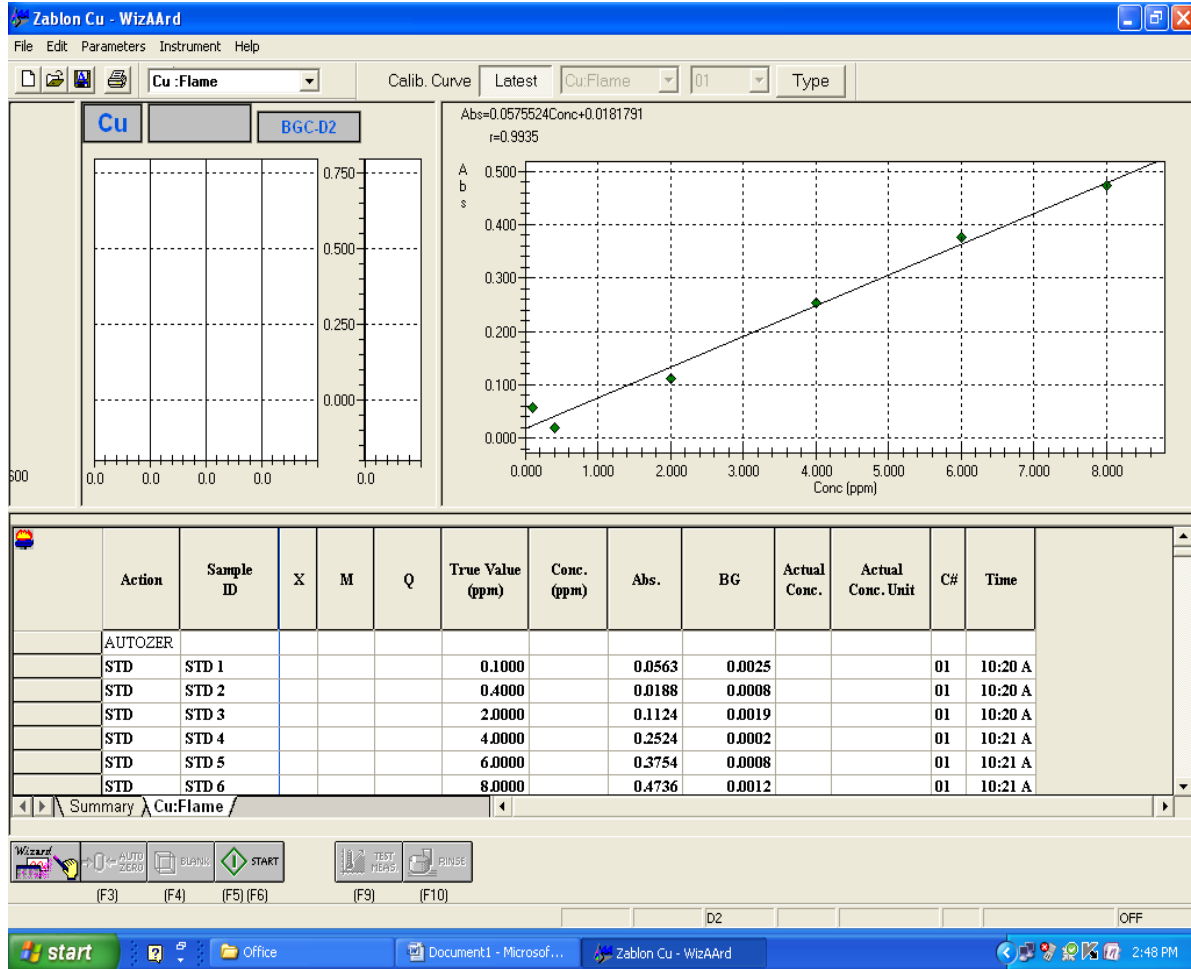 Zablon Cu - WizAArd
File Edit Parameters Instrument Help
Cu :Flame Calib. Curve Latest Cu:Flame 01 Type
Cu BGC-D2
0.750
0.500
0.250
0.000
500 0.0 0.0 0.0 0.0 0.0
Abs=0.0575524Conc+0.0181791
r=0.9935
Abs
0.500
0.400
0.300
0.200
0.100
0.000
0.000 1.000 2.000 3.000 4.000 5.000 6.000 7.000 8.000
Conc (ppm)
Action Sample ID X M Q True Value (ppm) Conc. (ppm) Abs. BG Actual Conc. Actual Conc. Unit C# Time
AUTOZER
STD STD 1 0.1000 0.0563 0.0025 01 10:20 A
STD STD 2 0.4000 0.0188 0.0008 01 10:20 A
STD STD 3 2.0000 0.1124 0.0019 01 10:20 A
STD STD 4 4.0000 0.2524 0.0002 01 10:21 A
STD STD 5 6.0000 0.3754 0.0008 01 10:21 A
STD STD 6 8.0000 0.4736 0.0012 01 10:21 A
Summary Cu:Flame
Wizard AUTO ZERO BLANK START TEST MEAS. RINSE
(F3) (F4) (F5) (F6) (F9) (F10)
D2 OFF
start Office Document1 - Microsof... Zablon Cu - WizAArd 2:48 PM